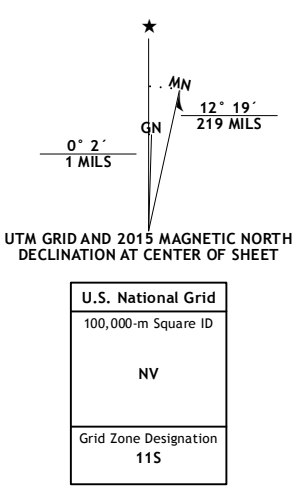 ★
MN
12° 19´
219 MILS
GN
0° 2´
1 MILS
UTM GRID AND 2015 MAGNETIC NORTH
DECLINATION AT CENTER OF SHEET
U.S. National Grid
100,000-m Square ID
NV
Grid Zone Designation
11S